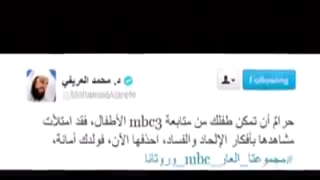 د. محمد العريفي
@MohamadAlarefe
Following
حرامٌ أن تمكن طفلك من متابعة mbc3 الأطفال، فقد امتلأت
مشاهدها بأفكار الإلحاد والفساد، احذفها الآن، فولدك أمانة،
#مجموعتا_العار_mbc_وروتانا